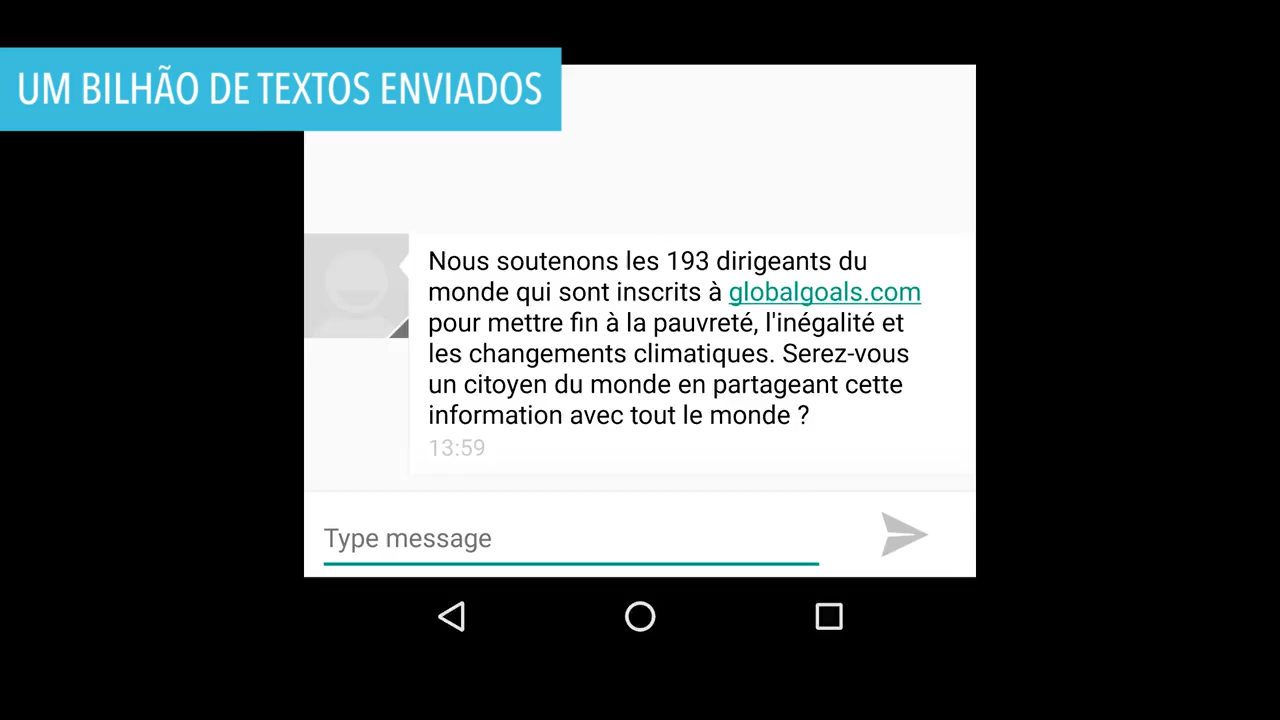 UM BILHÃO DE TEXTOS ENVIADOS
Nous soutenons les 193 dirigeants du
monde qui sont inscrits à globalgoals.com
pour mettre fin à la pauvreté, l'inégalité et
les changements climatiques. Serez-vous
un citoyen du monde en partageant cette
information avec tout le monde ?
13:59
Type message